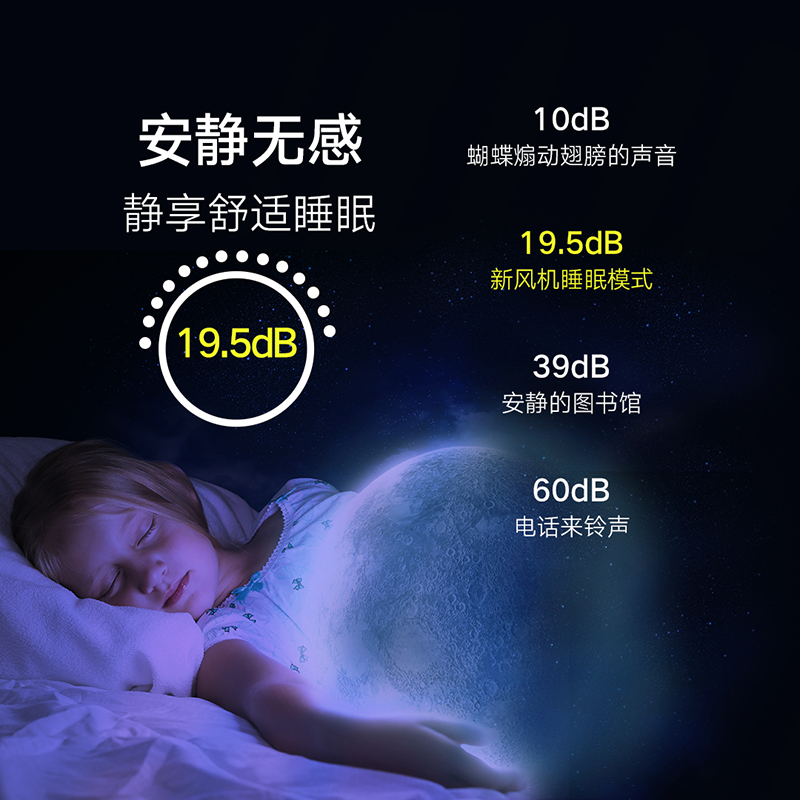 安静无感
静享舒适睡眠
19.5dB
10dB
蝴蝶煽动翅膀的声音
19.5dB
新风机睡眠模式
39dB
安静的图书馆
60dB
电话来铃声